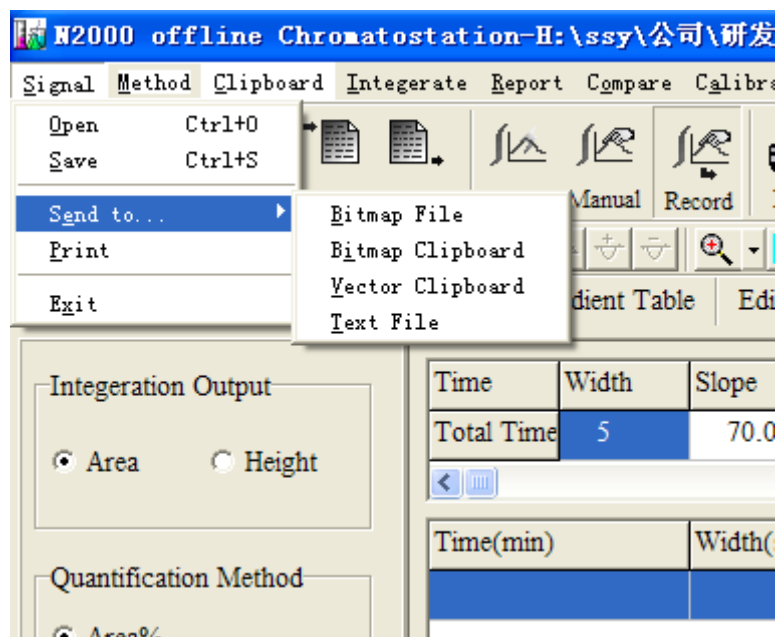 N2000 offline Chromatostation-H:\ssy\公司\研发
Signal Method Clipboard Integerate Report Compare Calibra
Open Ctrl+O
Save Ctrl+S
Send to...
Print
Exit
Bitmap File
Bitmap Clipboard
Vector Clipboard
Text File
Manual Record
dient Table Edi
Integeration Output
Area Height
Quantification Method
Area%
Time Width Slope
Total Time 5 70.0
Time(min) Width(